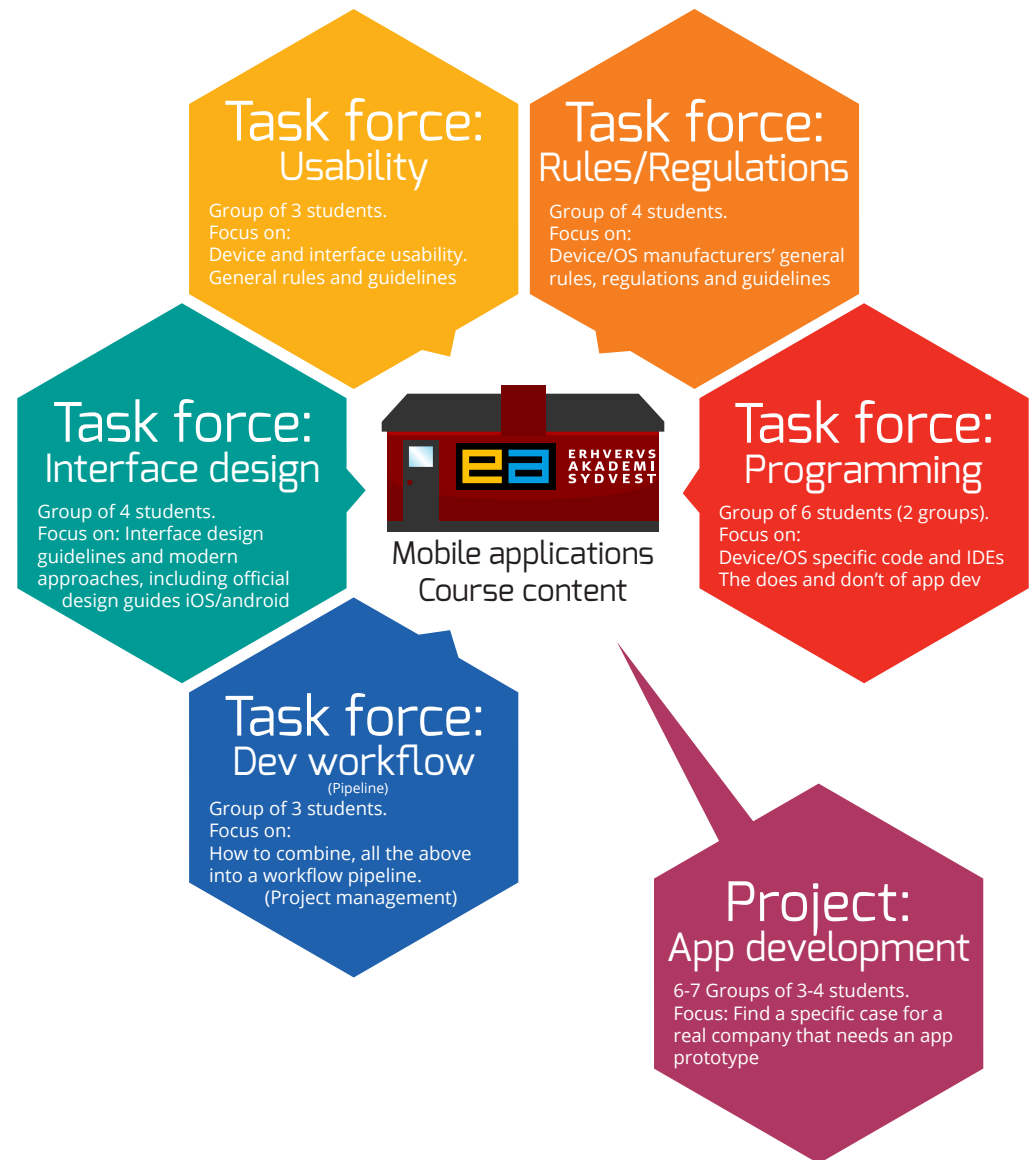 Task force:
Usability
Group of 3 students.
Focus on:
Device and interface usability.
General rules and guidelines
Task force:
Rules/Regulations
Group of 4 students.
Focus on:
Device/OS manufacturers’ general
rules, regulations and guidelines
Task force:
Interface design
Group of 4 students.
Focus on: Interface design
guidelines and modern
approaches, including official
design guides iOS/android
ea
ERHVERVS
AKADEMI
SYDVEST
Mobile applications
Course content
Task force:
Programming
Group of 6 students (2 groups).
Focus on:
Device/OS specific code and IDEs
The does and don’t of app dev
Task force:
Dev workflow
(Pipeline)
Group of 3 students.
Focus on:
How to combine, all the above
into a workflow pipeline.
(Project management)
Project:
App development
6-7 Groups of 3-4 students.
Focus: Find a specific case for a
real company that needs an app
prototype